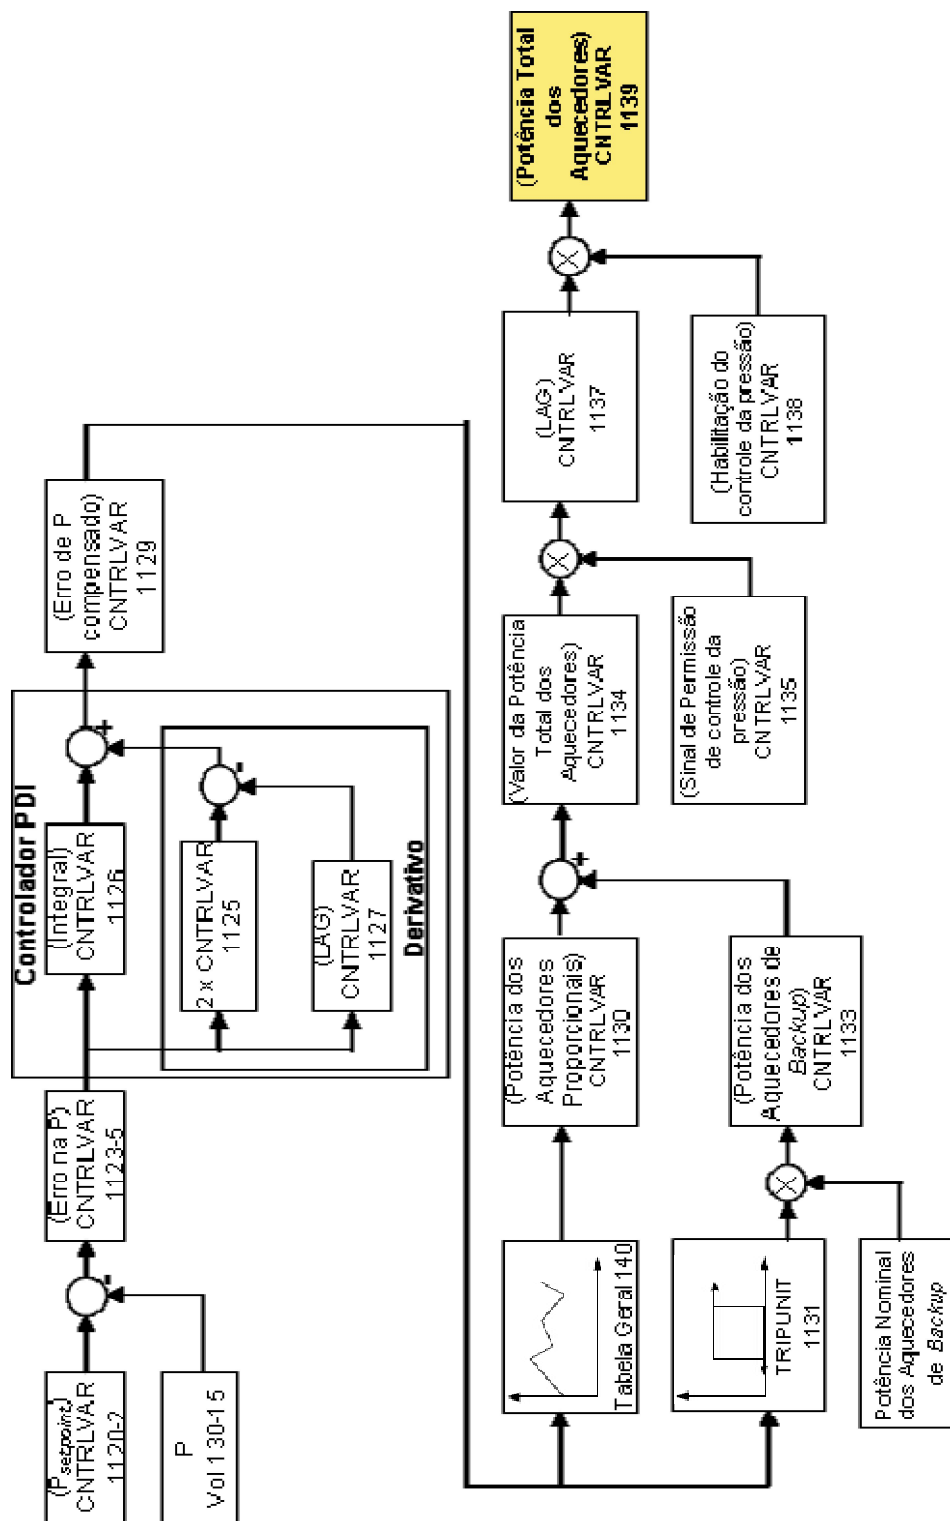 (Psetpoint)
CNTRLVAR
1120-2
P
Vol 130-15
-
(Erro na P)
CNTRLVAR
1123-5
Controlador PDI
(Integral)
CNTRLVAR
1126
2 x CNTRLVAR
1125
(LAG)
CNTRLVAR
1127
Derivativo
-
+
(Erro de P
compensado)
CNTRLVAR
1129
Tabela Geral 140
TRIPUNIT
1131
Potência Nominal
dos Aquecedores
de Backup
X
(Potência dos
Aquecedores
Proporcionais)
CNTRLVAR
1130
(Potência dos
Aquecedores de
Backup)
CNTRLVAR
1133
+
(Valor da Potência
Total dos
Aquecedores)
CNTRLVAR
1134
(Sinal de Permissão
de controle da
pressão)
CNTRLVAR
1135
X
(LAG)
CNTRLVAR
1137
(Habilitação do
controle da pressão)
CNTRLVAR
1138
X
(Potência Total
dos
Aquecedores)
CNTRLVAR
1139